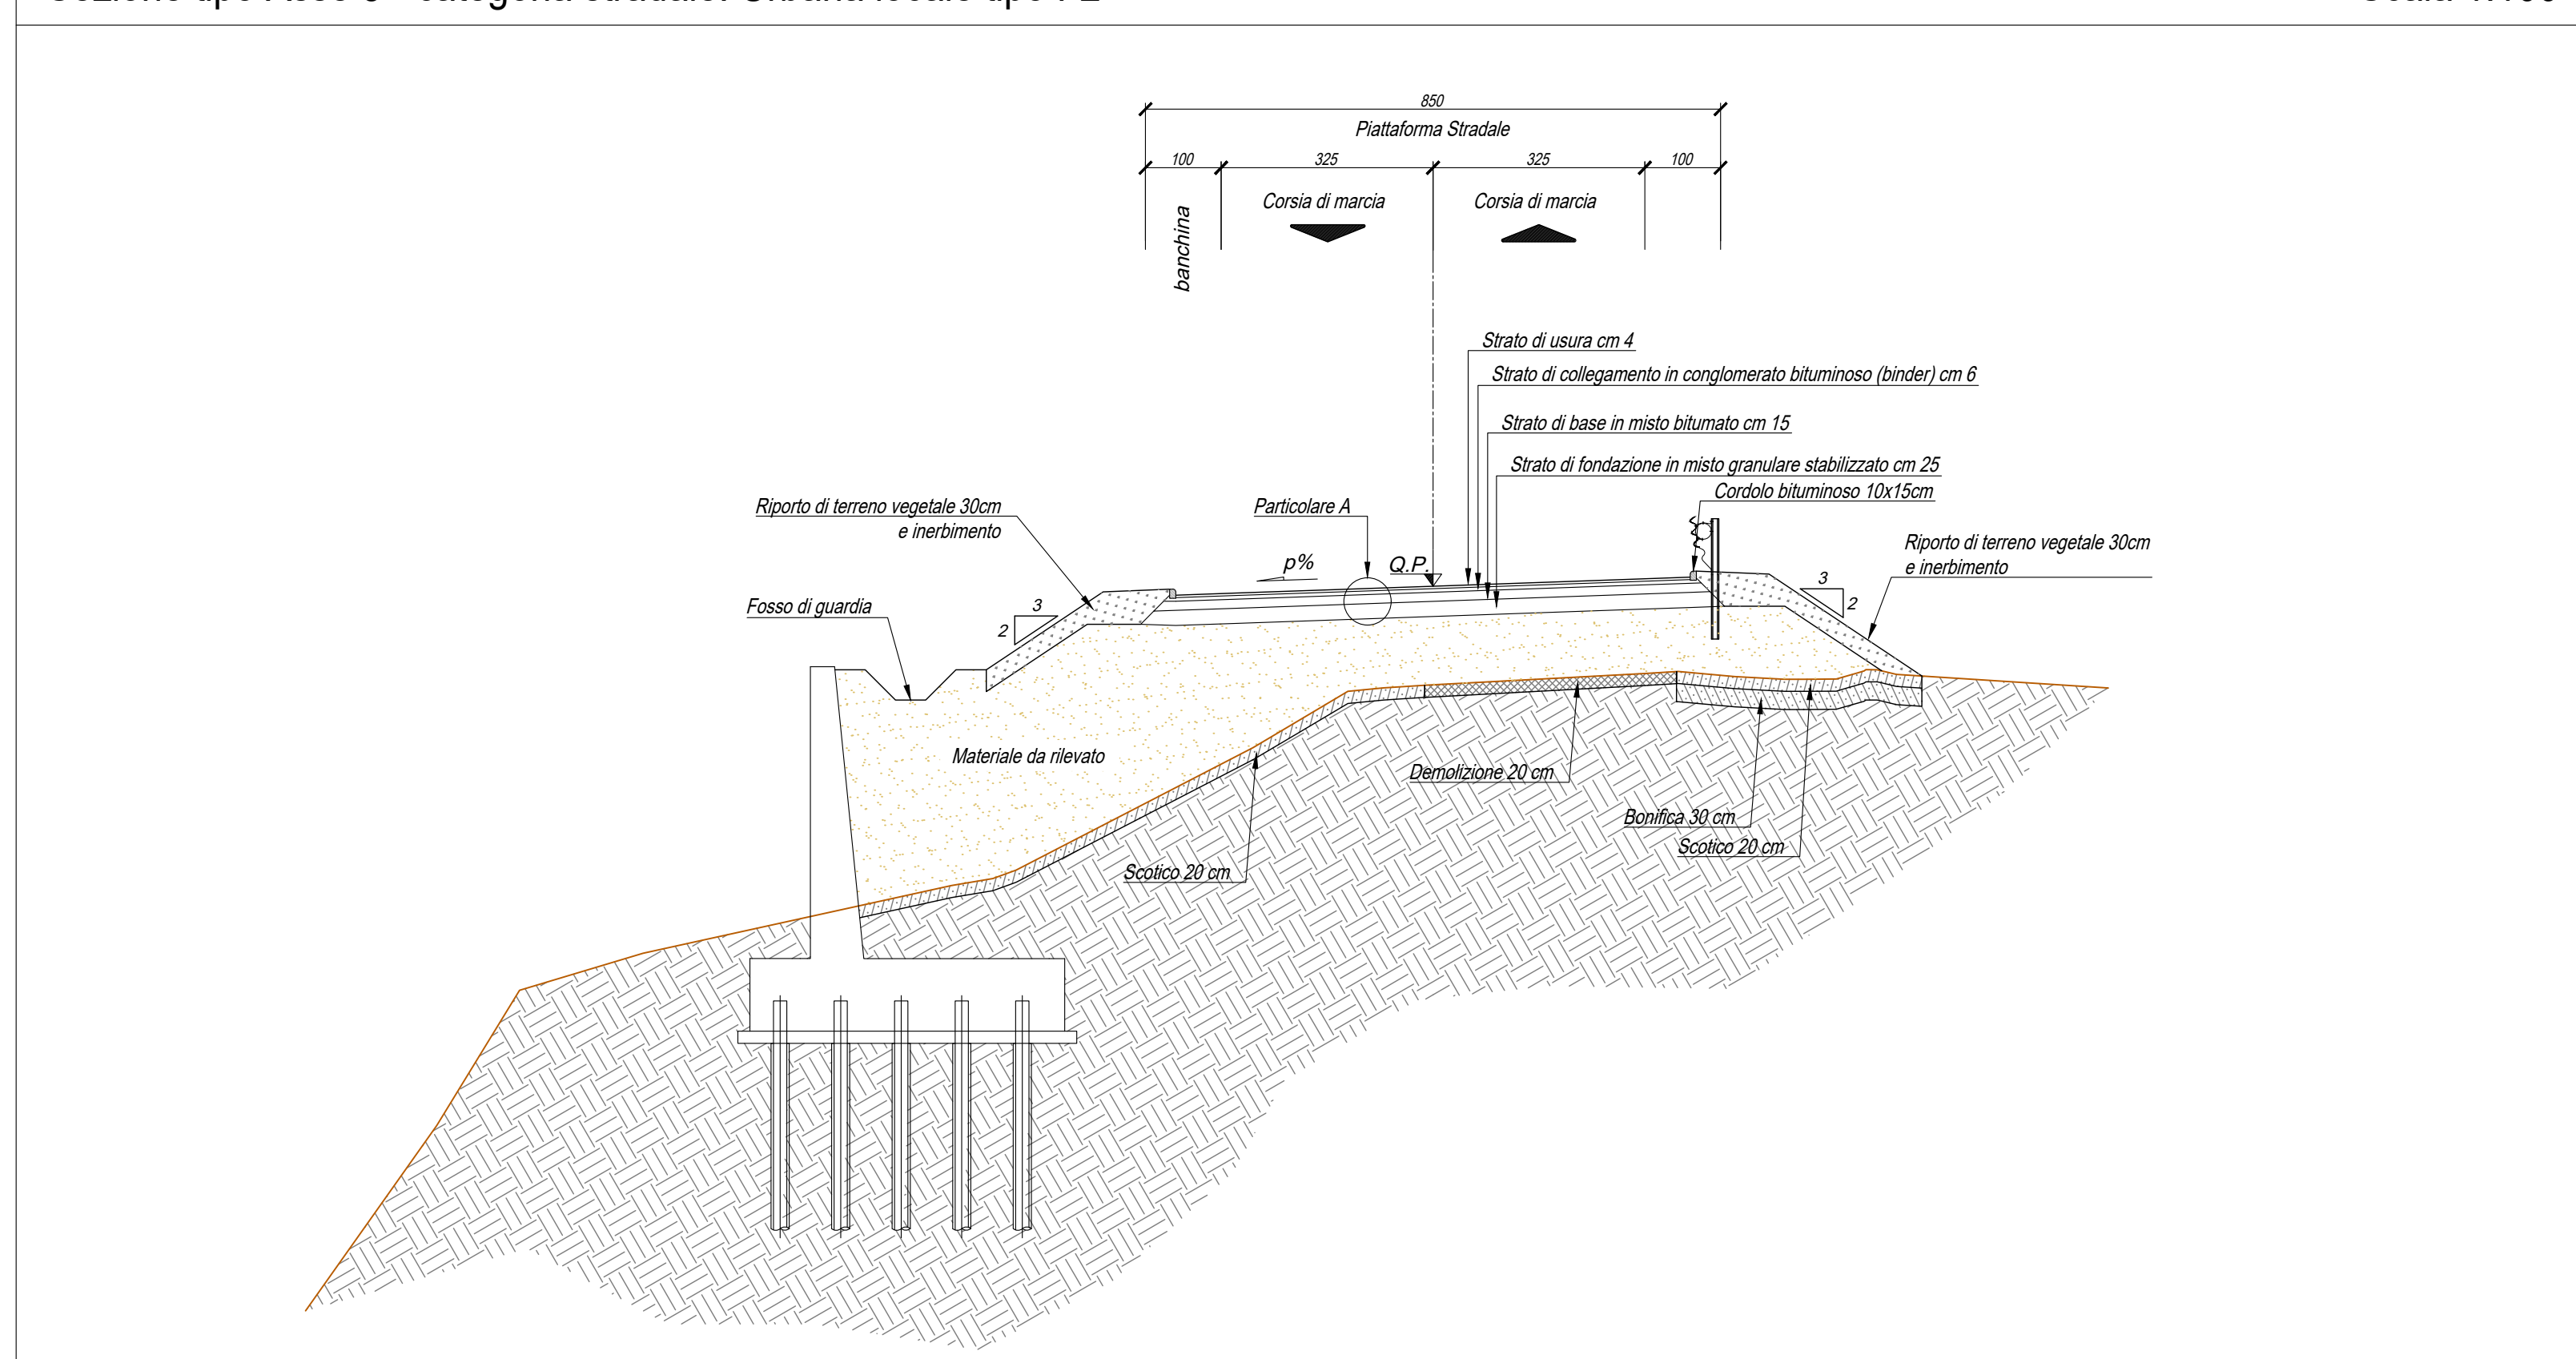 850
Piattaforma Stradale
100 325 325 100
Corsia di marcia Corsia di marcia
banchina
Strato di usura cm 4
Strato di collegamento in conglomerato bituminoso (binder) cm 6
Strato di base in misto bitumato cm 15
Strato di fondazione in misto granulare stabilizzato cm 25
Cordolo bituminoso 10x15cm
Riporto di terreno vegetale 30cm
e inerbimento
Particolare A
Riporto di terreno vegetale 30cm
e inerbimento
p%
Q.P.
3
2
3
2
Fosso di guardia
Materiale da rilevato
Demolizione 20 cm
Bonifica 30 cm
Scotico 20 cm
Scotico 20 cm